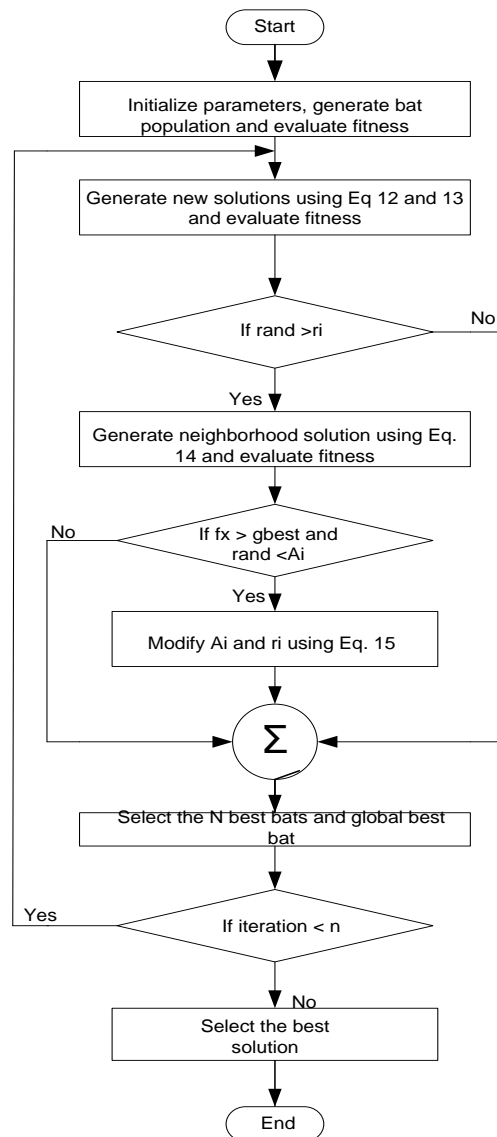 Start
Initialize parameters, generate bat
population and evaluate fitness
Generate new solutions using Eq 12 and 13
and evaluate fitness
If rand >ri
No
Yes
Generate neighborhood solution using Eq.
14 and evaluate fitness
If fx > gbest and
rand <Ai
No
Yes
Modify Ai and ri using Eq. 15
Σ
Select the N best bats and global best
bat
If iteration < n
Yes
No
Select the best
solution
End